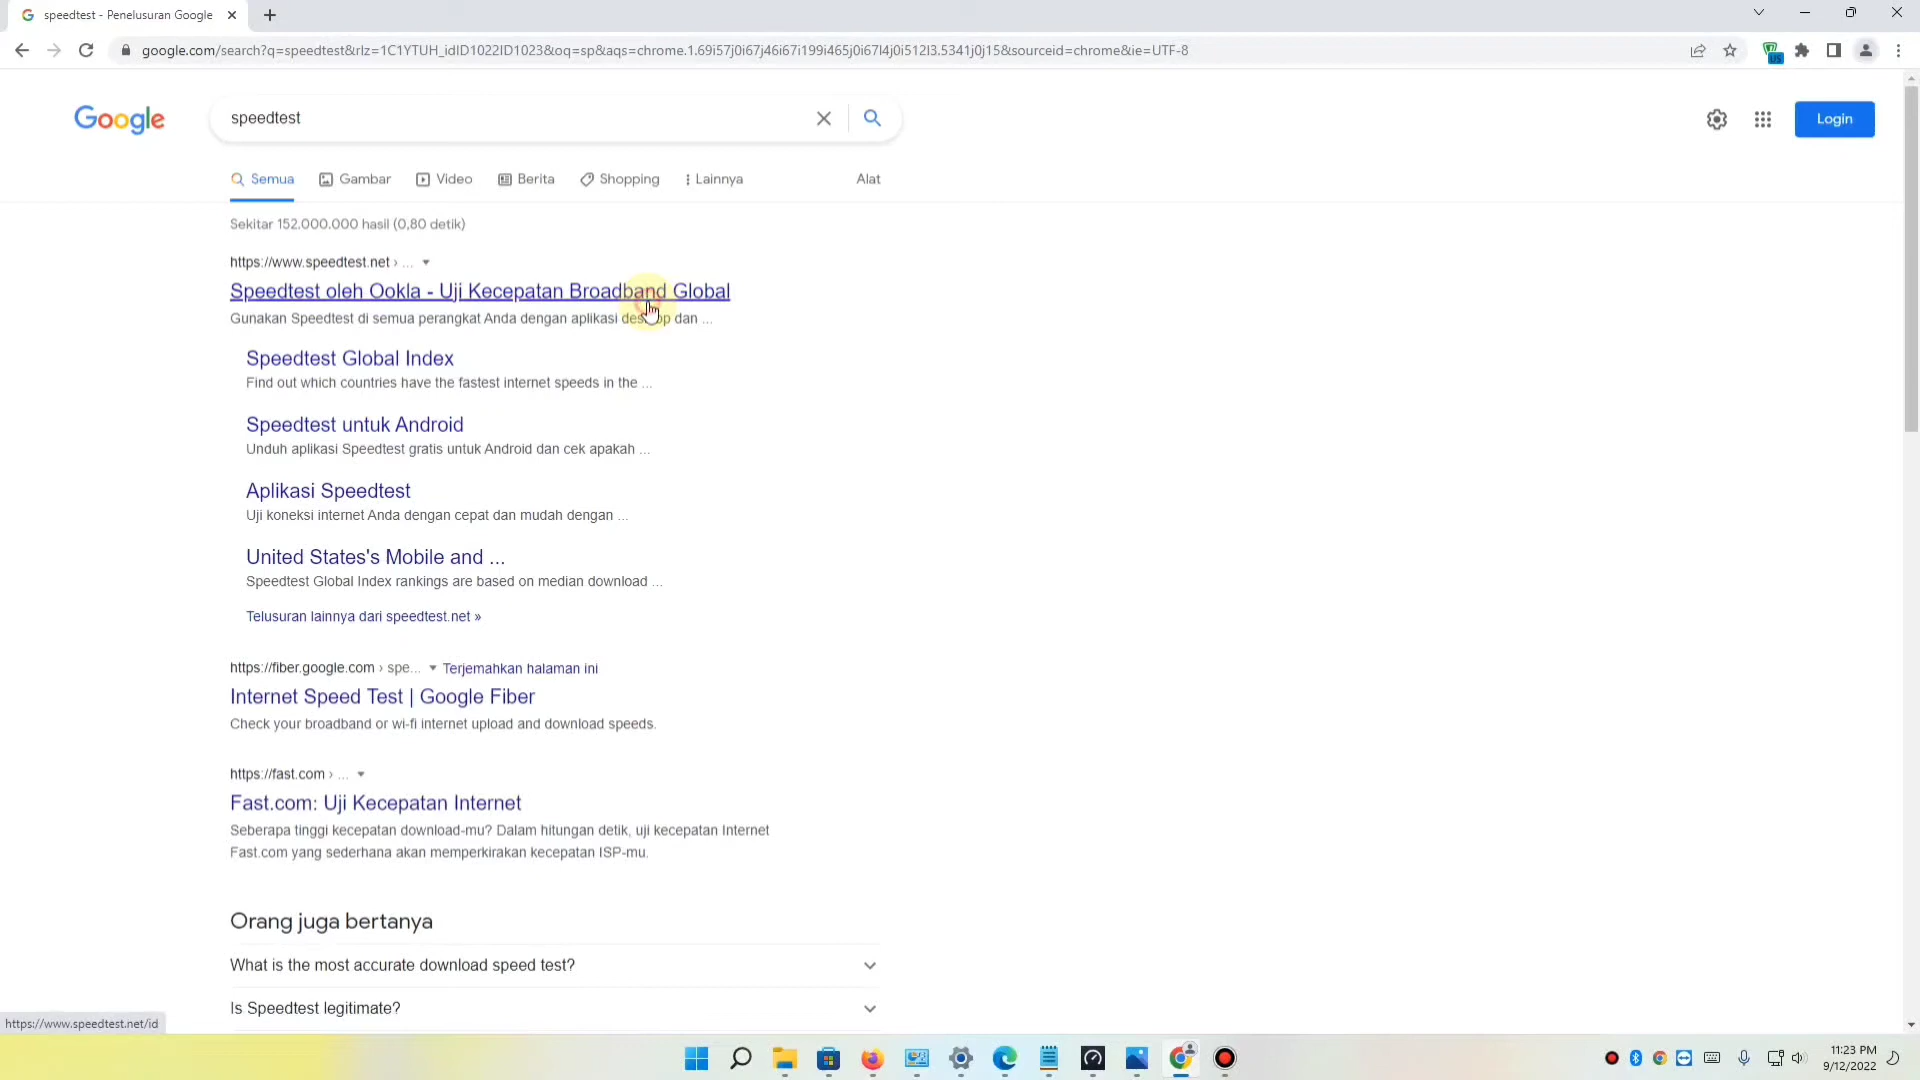 speedtest - Penelusuran Google
google.com/search?q=speedtest&rlz=1C1YTUH_idID1022ID1023&oq=sp&aqs=chrome.1.69i57j0i67j46i67i199i465j0i67l4j0i512l3.5341j0j15&sourceid=chrome&ie=UTF-8
US
Google
speedtest
Login
Semua
Gambar
Video
Berita
Shopping
Lainnya
Alat
Sekitar 152.000.000 hasil (0,80 detik)
https://www.speedtest.net › ...
Speedtest oleh Ookla - Uji Kecepatan Broadband Global
Gunakan Speedtest di semua perangkat Anda dengan aplikasi desktop dan ...
Speedtest Global Index
Find out which countries have the fastest internet speeds in the ...
Speedtest untuk Android
Unduh aplikasi Speedtest gratis untuk Android dan cek apakah ...
Aplikasi Speedtest
Uji koneksi internet Anda dengan cepat dan mudah dengan ...
United States's Mobile and ...
Speedtest Global Index rankings are based on median download ...
Telusuran lainnya dari speedtest.net »
https://fiber.google.com › spe... Terjemahkan halaman ini
Internet Speed Test | Google Fiber
Check your broadband or wi-fi internet upload and download speeds.
https://fast.com › ...
Fast.com: Uji Kecepatan Internet
Seberapa tinggi kecepatan download-mu? Dalam hitungan detik, uji kecepatan Internet
Fast.com yang sederhana akan memperkirakan kecepatan ISP-mu.
Orang juga bertanya
What is the most accurate download speed test?
Is Speedtest legitimate?
https://www.speedtest.net/id
11:23 PM
9/12/2022